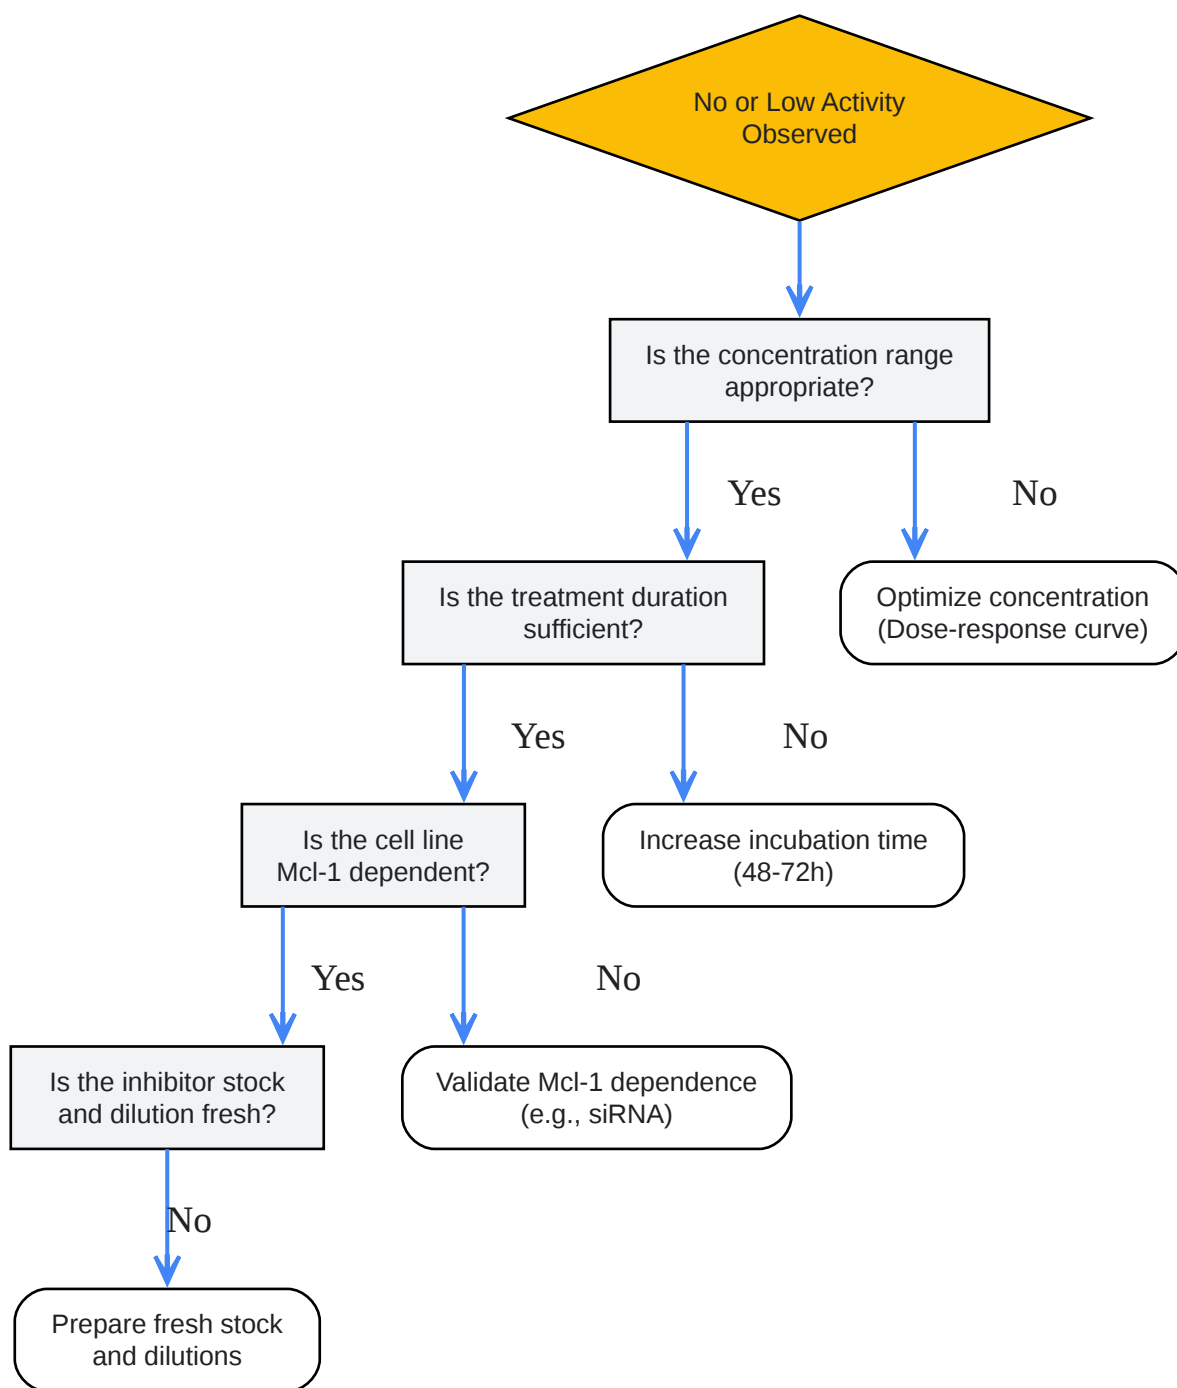 No or Low Activity
Observed
Is the concentration range
appropriate?
Yes
No
Is the treatment duration
sufficient?
Optimize concentration
(Dose-response curve)
Yes
No
Is the cell line
Mcl-1 dependent?
Increase incubation time
(48-72h)
Yes
No
Is the inhibitor stock
and dilution fresh?
Validate Mcl-1 dependence
(e.g., siRNA)
No
Prepare fresh stock
and dilutions